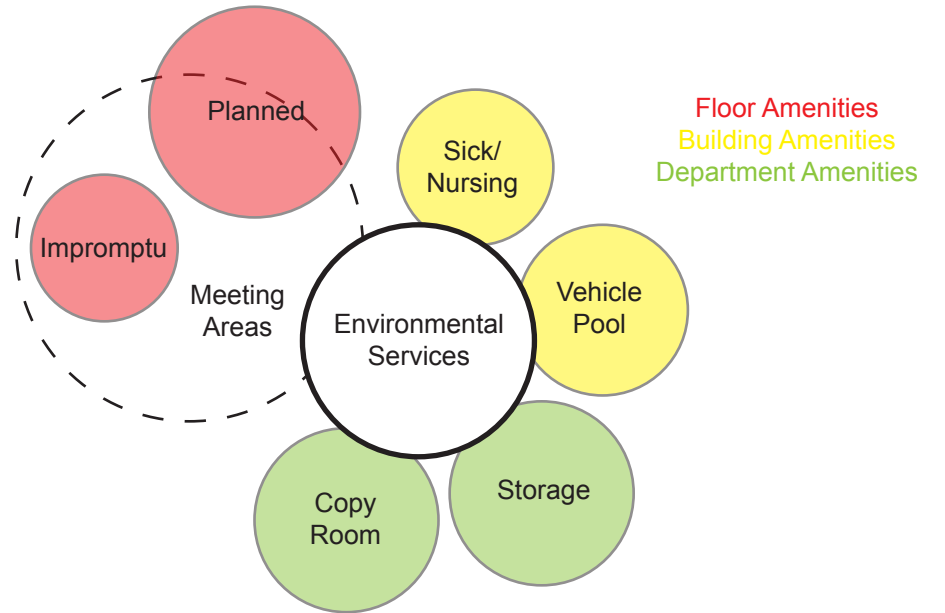 Planned
Impromptu
Meeting
Areas
Sick/
Nursing
Vehicle
Pool
Environmental
Services
Storage
Copy
Room
Floor Amenities
Building Amenities
Department Amenities